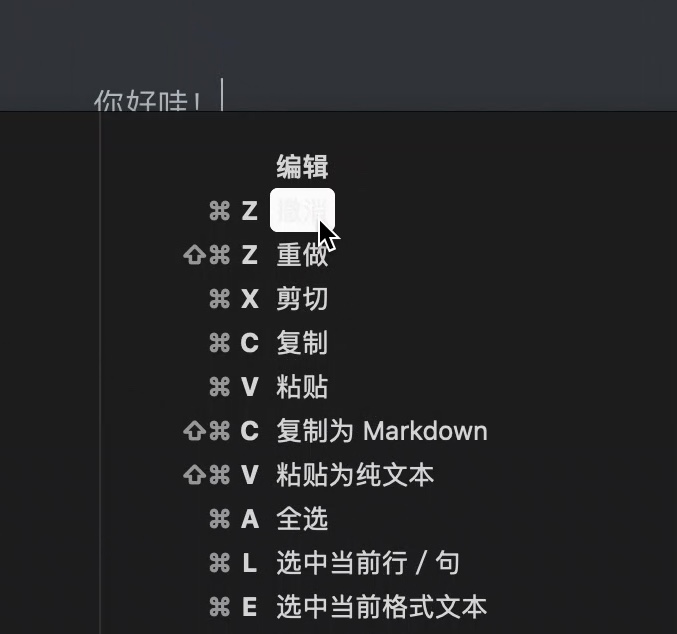 你好哇！
编辑
⌘ Z 撤消
⇧⌘ Z 重做
⌘ X 剪切
⌘ C 复制
⌘ V 粘贴
⇧⌘ C 复制为 Markdown
⇧⌘ V 粘贴为纯文本
⌘ A 全选
⌘ L 选中当前行 / 句
⌘ E 选中当前格式文本